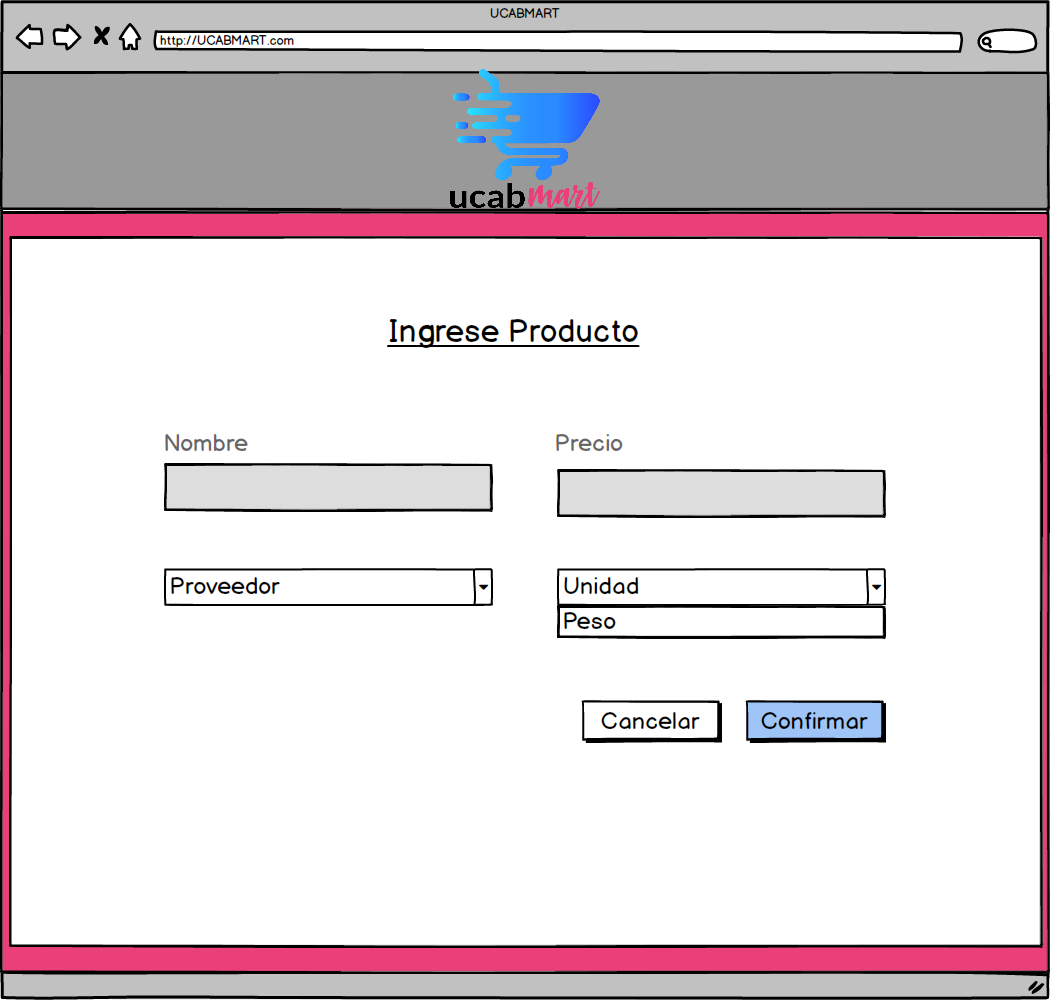 UCABMART
http://UCABMART.com
ucabmart
Ingrese Producto
Nombre
Precio
Proveedor
Unidad
Peso
Cancelar
Confirmar